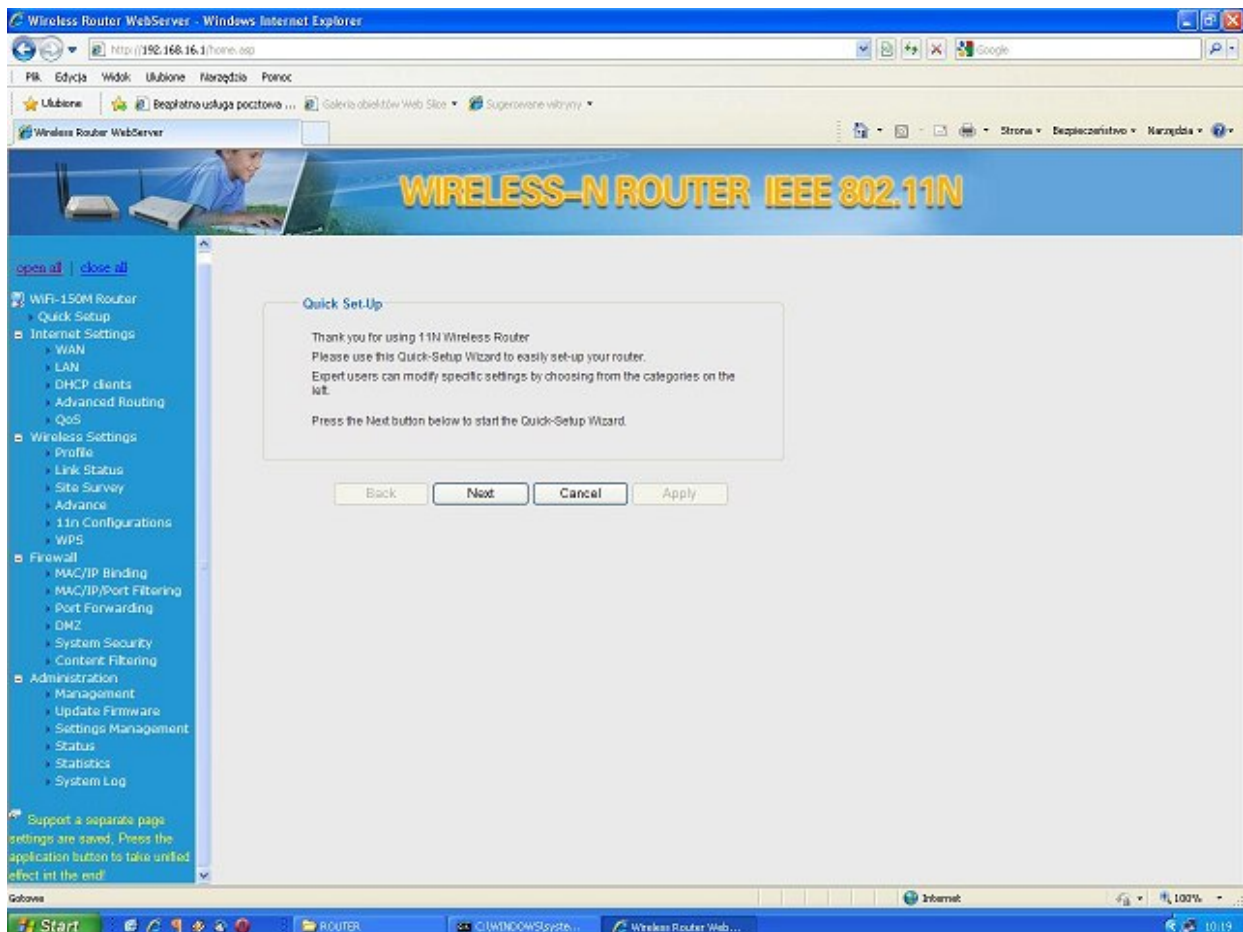 Wireless Router WebServer - Windows Internet Explorer
http://192.168.16.1/home.asp
Google
Plik Edycja Widok Ulubione Narzędzia Pomoc
Ulubione Bezpłatna usługa pocztowa ... Galeria obiektów Web Slice Sugerowane witryny
Wireless Router WebServer
Strona Bezpieczeństwo Narzędzia
WIRELESS-N ROUTER IEEE 802.11N
open all | close all
WiFi-150M Router
Quick Setup
Internet Settings
WAN
LAN
DHCP clients
Advanced Routing
QoS
Wireless Settings
Profile
Link Status
Site Survey
Advance
11n Configurations
WPS
Firewall
MAC/IP Binding
MAC/IP/Port Filtering
Port Forwarding
DMZ
System Security
Content Filtering
Administration
Management
Update Firmware
Settings Management
Status
Statistics
System Log
Support a separate page
settings are saved, Press the
application button to take unified
effect int the end!
Quick Set-Up
Thank you for using 11N Wireless Router
Please use this Quick-Setup Wizard to easily set-up your router.
Expert users can modify specific settings by choosing from the categories on the
left.
Press the Next button below to start the Quick-Setup Wizard.
Back Next Cancel Apply
Gotowe Internet 100%
Start ROUTER C:\WINDOWS\syste... Wireless Router Web... 10:19